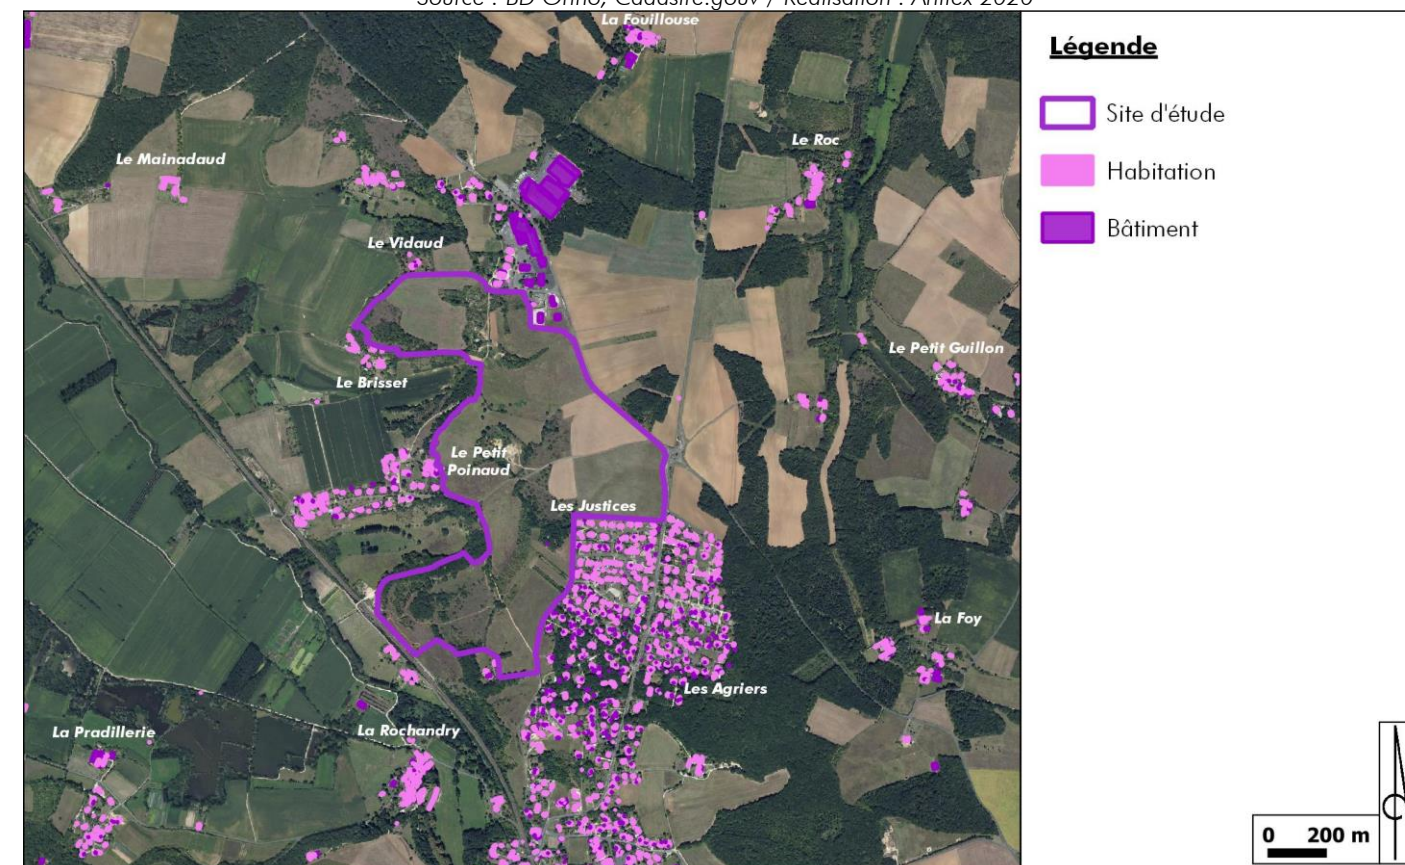 Source : BD Ortho, Cadastre.gouv / Réalisation : Artifex 2020
La Fouillouse
Légende
Site d'étude
Le Roc
Le Mainadaud
Habitation
Bâtiment
Le Vidaud
Le Petit Guillon
Le Brisset
Le Petit
Poinaud
Les Justices
La Foy
Les Agriers
La Pradillerie
La Rochandry
0 200 m